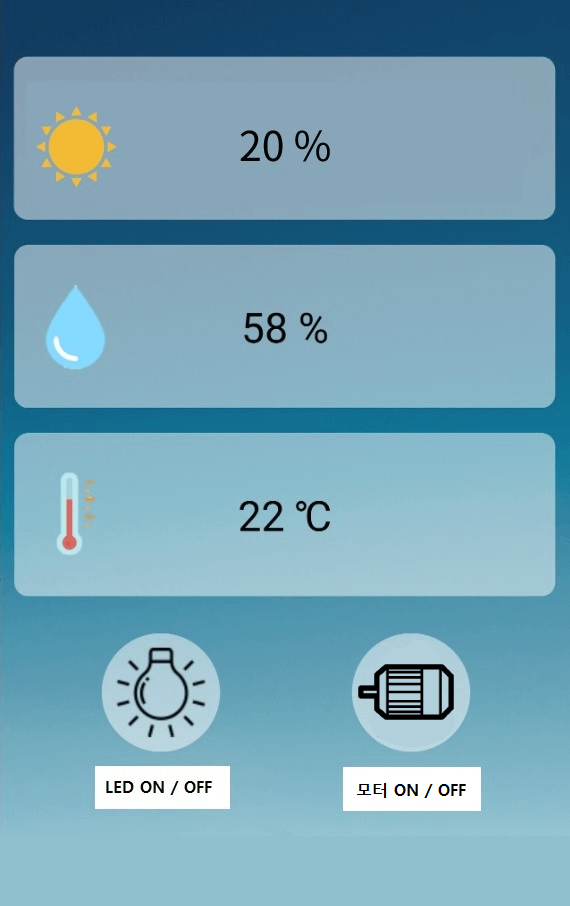 20 %
58 %
22 ℃
LED ON / OFF
모터 ON / OFF